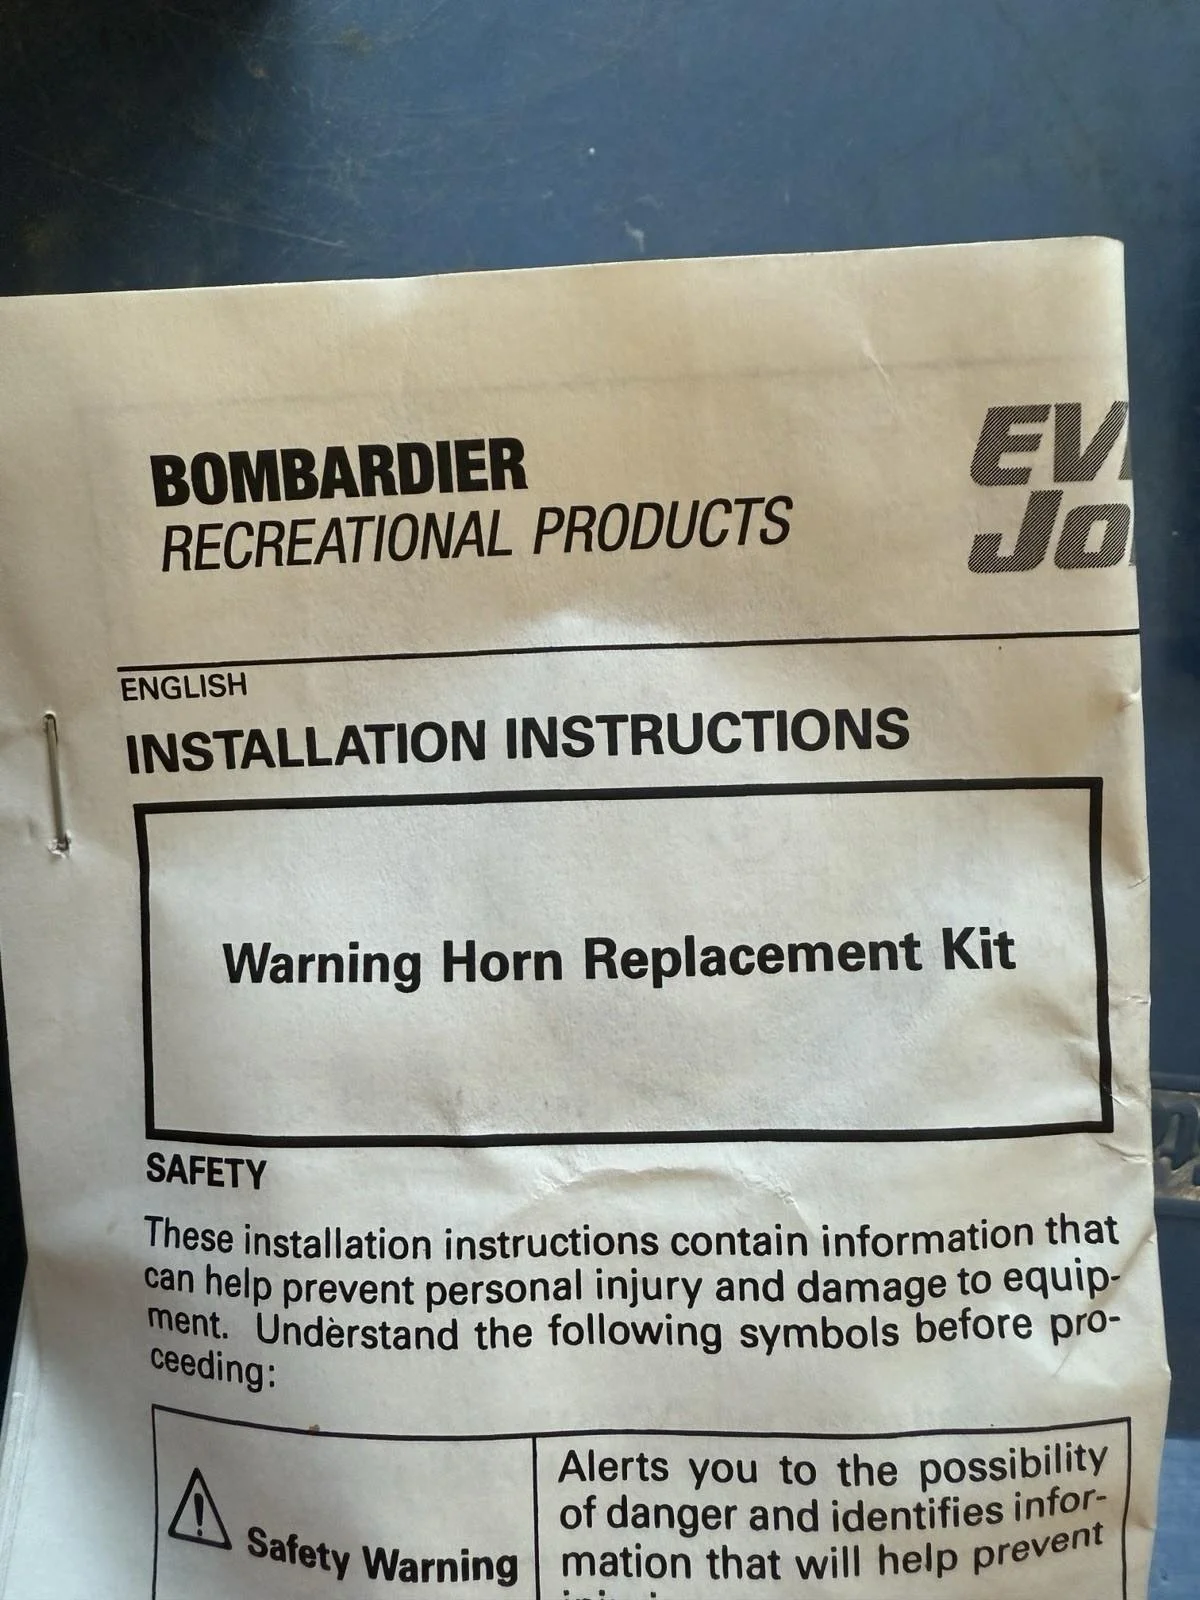 BOMBARDIER
RECREATIONAL PRODUCTS
EV
Jo
ENGLISH
INSTALLATION INSTRUCTIONS
Warning Horn Replacement Kit
SAFETY
These installation instructions contain information that
can help prevent personal injury and damage to equip-
ment. Understand the following symbols before pro-
ceeding:
Safety Warning
Alerts you to the possibility
of danger and identifies infor-
mation that will help prevent